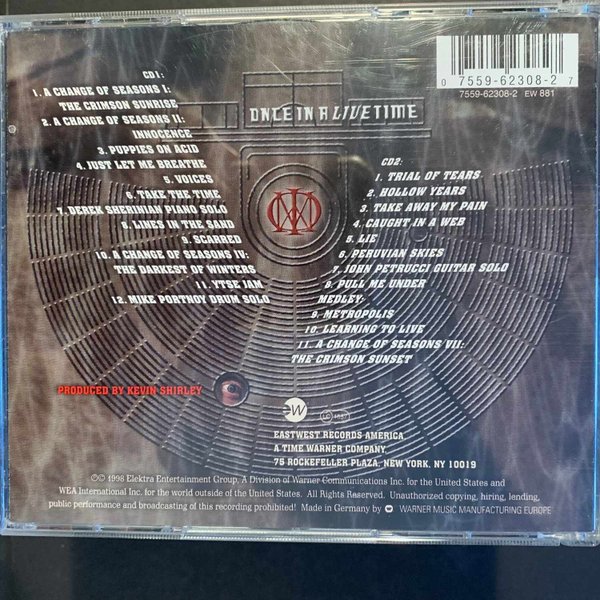 0 7559-62308-2 7
7559-62308-2 EW 881
ONCE IN A LIVETIME
CD1:
1. A CHANGE OF SEASONS I:
THE CRIMSON SUNRISE
2. A CHANGE OF SEASONS II:
INNOCENCE
3. PUPPIES ON ACID
4. JUST LET ME BREATHE
5. VOICES
6. TAKE THE TIME
7. DEREK SHERINIAN PIANO SOLO
8. LINES IN THE SAND
9. SCARRED
10. A CHANGE OF SEASONS IV:
THE DARKEST OF WINTERS
11. YTSE JAM
12. MIKE PORTNOY DRUM SOLO
CD2:
1. TRIAL OF TEARS
2. HOLLOW YEARS
3. TAKE AWAY MY PAIN
4. CAUGHT IN A WEB
5. LIE
6. PERUVIAN SKIES
7. JOHN PETRUCCI GUITAR SOLO
8. PULL ME UNDER
MEDLEY:
9. METROPOLIS
10. LEARNING TO LIVE
11. A CHANGE OF SEASONS VII:
THE CRIMSON SUNSET
PRODUCED BY KEVIN SHIRLEY
ew
EASTWEST RECORDS AMERICA,
A TIME WARNER COMPANY,
75 ROCKEFELLER PLAZA, NEW YORK, NY 10019
℗© 1998 Elektra Entertainment Group, A Division of Warner Communications Inc. for the United States and
WEA International Inc. for the world outside of the United States. All Rights Reserved. Unauthorized copying, hiring, lending,
public performance and broadcasting of this recording prohibited! Made in Germany by WARNER MUSIC MANUFACTURING EUROPE